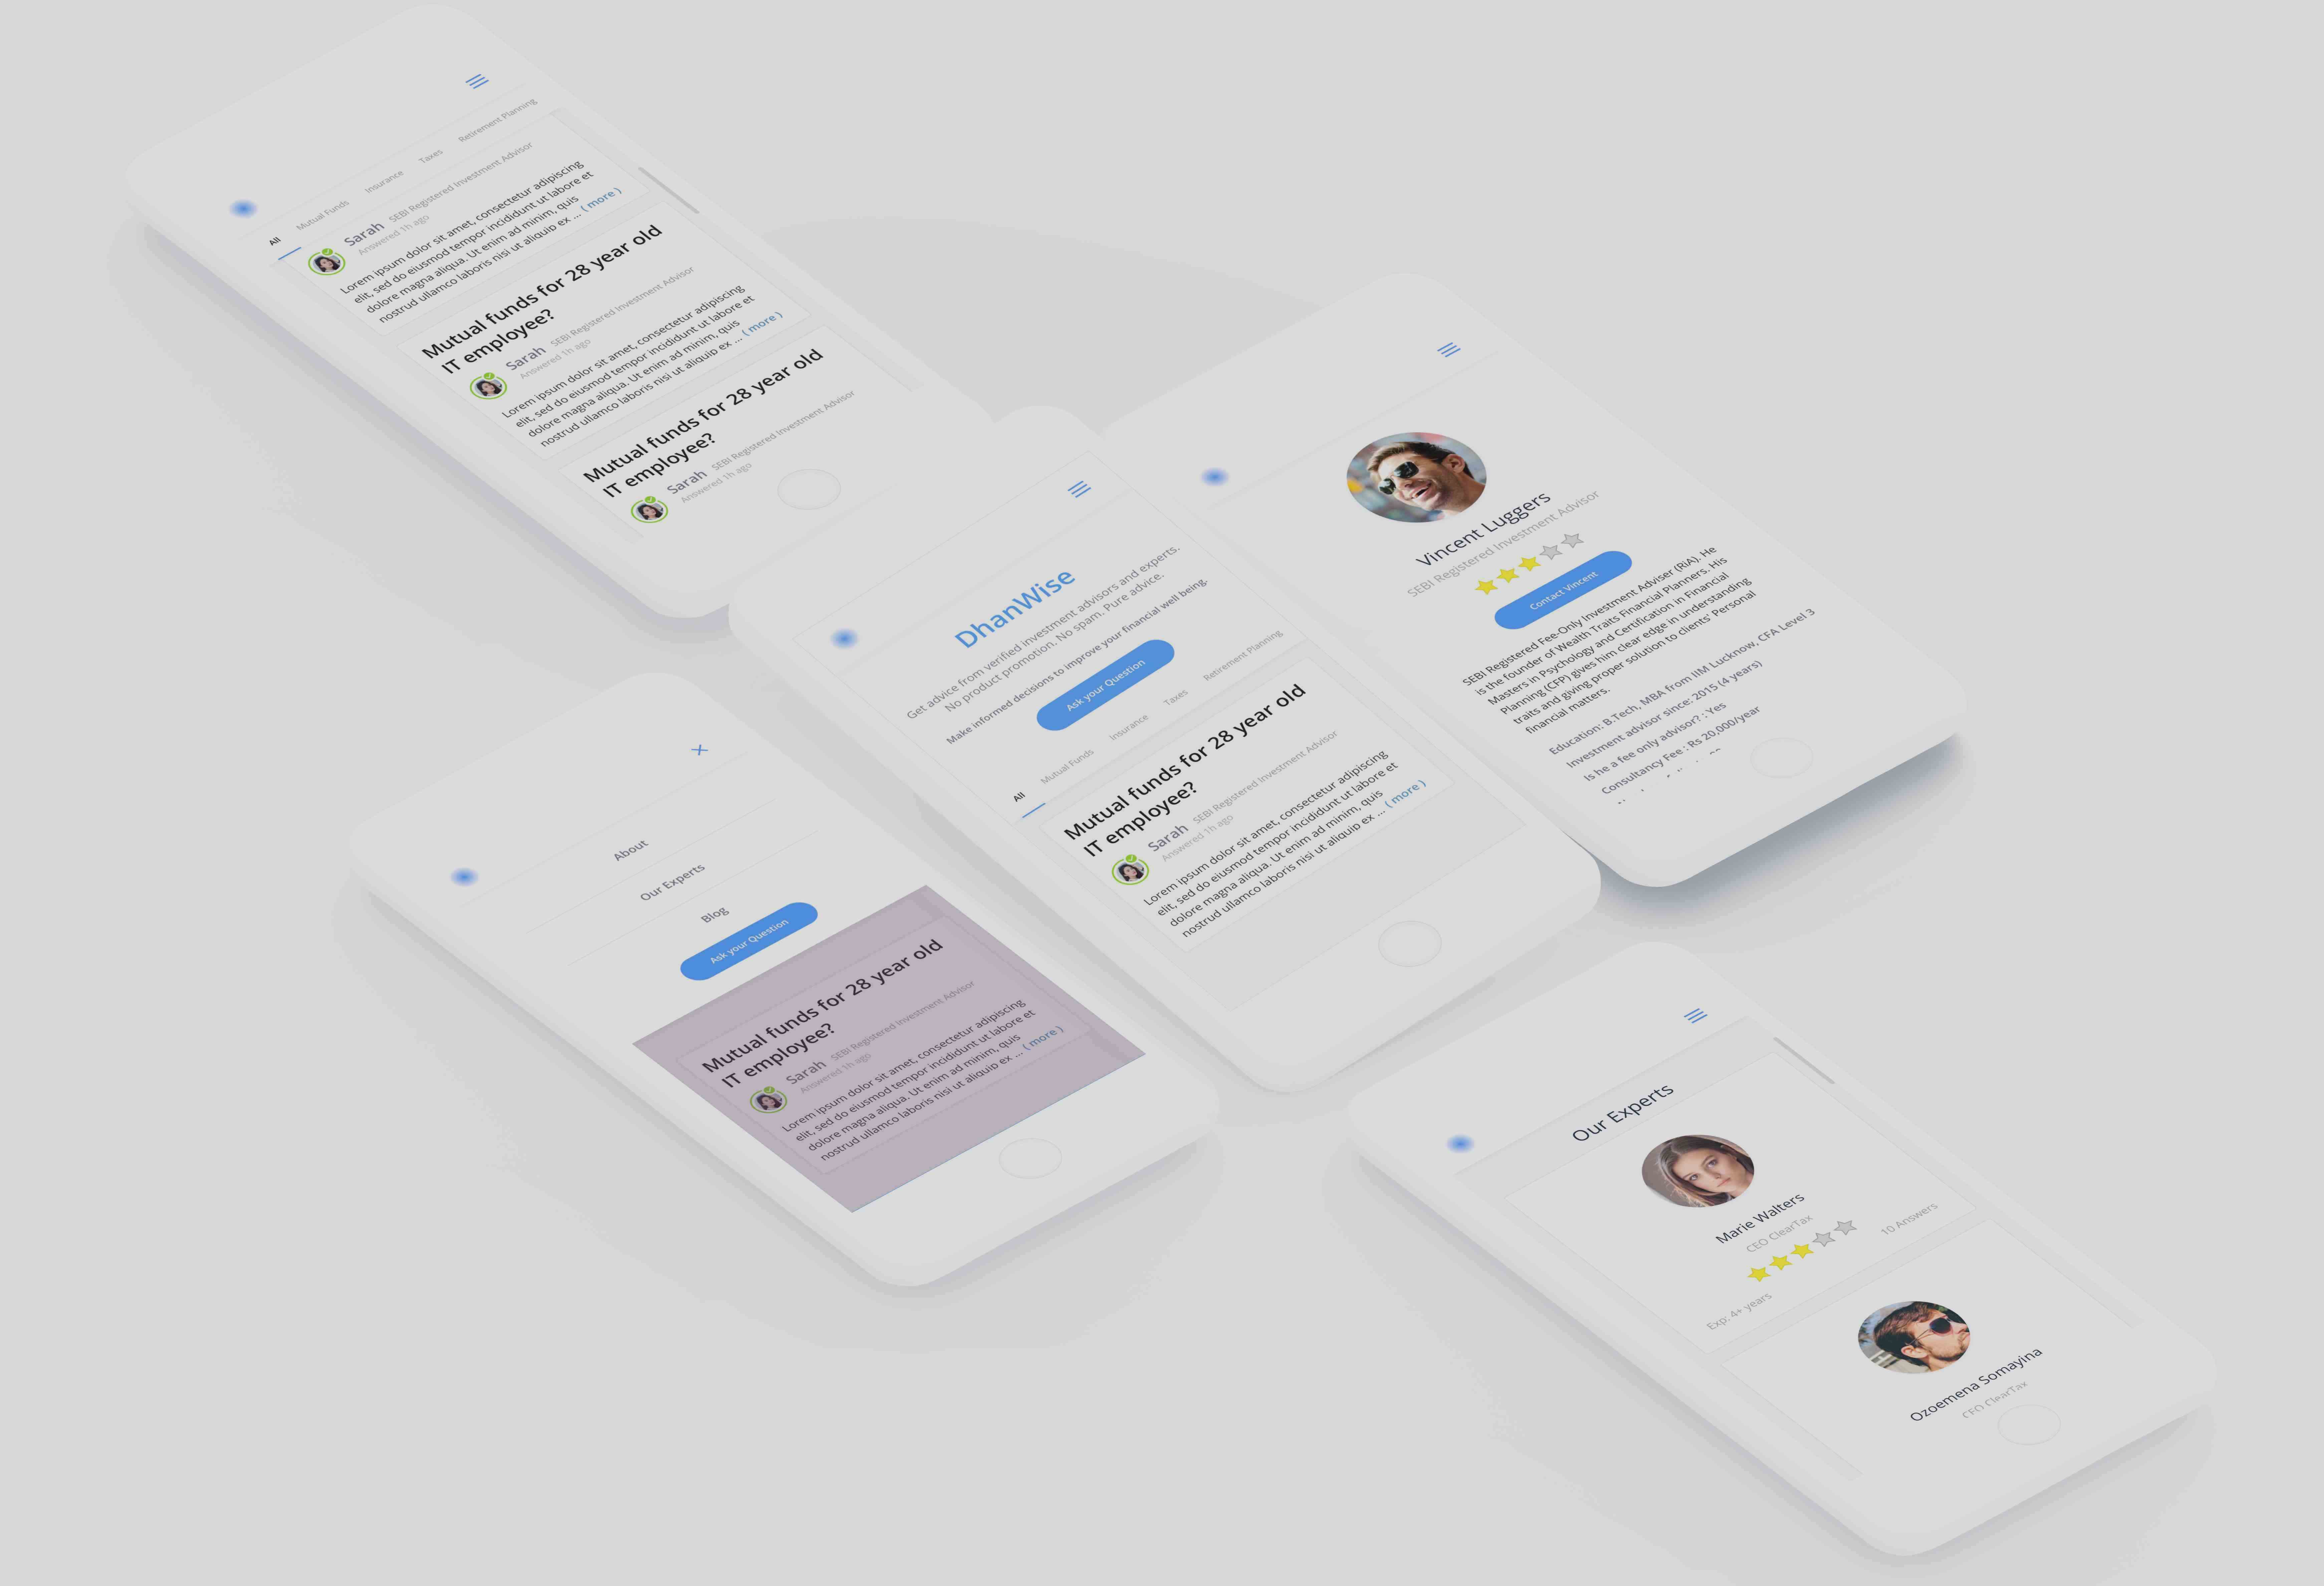 All Mutual Funds Insurance Taxes Retirement Planning
Sarah SEBI Registered Investment Advisor
Answered 1h ago
Lorem ipsum dolor sit amet, consectetur adipiscing
elit, sed do eiusmod tempor incididunt ut labore et
dolore magna aliqua. Ut enim ad minim, quis
nostrud ullamco laboris nisi ut aliquip ex ... ( more )
Mutual funds for 28 year old
IT employee?
Sarah SEBI Registered Investment Advisor
Answered 1h ago
Lorem ipsum dolor sit amet, consectetur adipiscing
elit, sed do eiusmod tempor incididunt ut labore et
dolore magna aliqua. Ut enim ad minim, quis
nostrud ullamco laboris nisi ut aliquip ex ... ( more )
Mutual funds for 28 year old
IT employee?
Sarah SEBI Registered Investment Advisor
Answered 1h ago
DhanWise
Get advice from verified investment advisors and experts.
No product promotion. No spam. Pure advice.
Make informed decisions to improve your financial well being.
Ask your Question
All Mutual Funds Insurance Taxes Retirement Planning
Mutual funds for 28 year old
IT employee?
Sarah SEBI Registered Investment Advisor
Answered 1h ago
Lorem ipsum dolor sit amet, consectetur adipiscing
elit, sed do eiusmod tempor incididunt ut labore et
dolore magna aliqua. Ut enim ad minim, quis
nostrud ullamco laboris nisi ut aliquip ex ... ( more )
Vincent Luggers
SEBI Registered Investment Advisor
Contact Vincent
SEBI Registered Fee-Only Investment Adviser (RiA). He
is the founder of Wealth Traits Financial Planners. His
Masters in Psychology and Certification in Financial
Planning (CFP) gives him clear edge in understanding
traits and giving proper solution to clients' Personal
financial matters.
Education: B.Tech, MBA from IIM Lucknow, CFA Level 3
Investment advisor since: 2015 (4 years)
Is he a fee only advisor? : Yes
Consultancy Fee : Rs 20,000/year
About
Our Experts
Blog
Ask your Question
Mutual funds for 28 year old
IT employee?
Sarah SEBI Registered Investment Advisor
Answered 1h ago
Lorem ipsum dolor sit amet, consectetur adipiscing
elit, sed do eiusmod tempor incididunt ut labore et
dolore magna aliqua. Ut enim ad minim, quis
nostrud ullamco laboris nisi ut aliquip ex ... ( more )
Our Experts
Marie Walters
CEO ClearTax
Exp: 4+ years 10 Answers
Ozoemena Somayina
CEO ClearTax